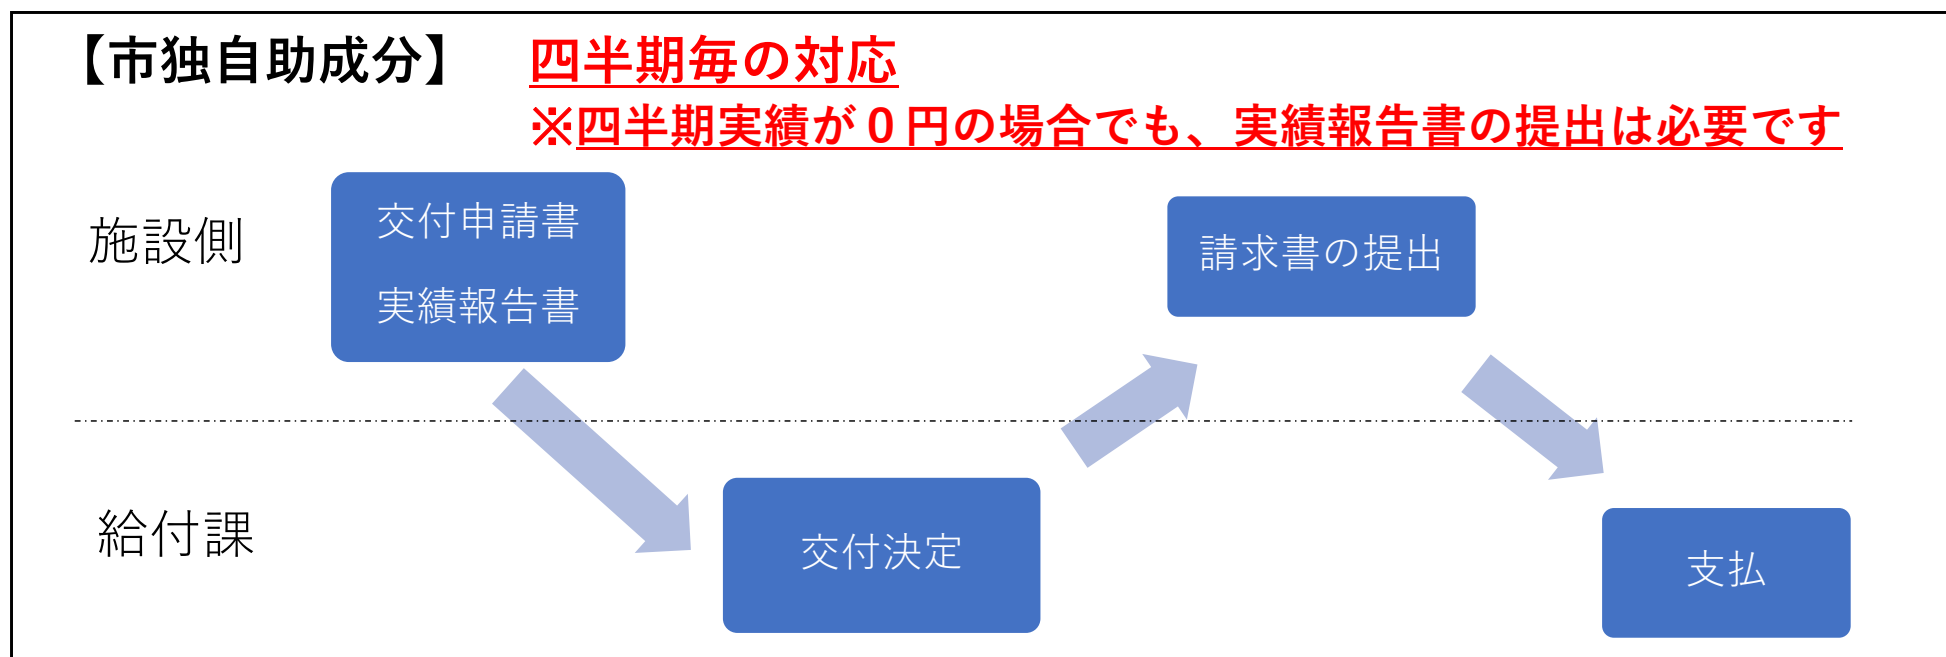 【市独自助成分】 四半期毎の対応
※四半期実績が０円の場合でも、実績報告書の提出は必要です
施設側
交付申請書
実績報告書
請求書の提出
給付課
交付決定
支払